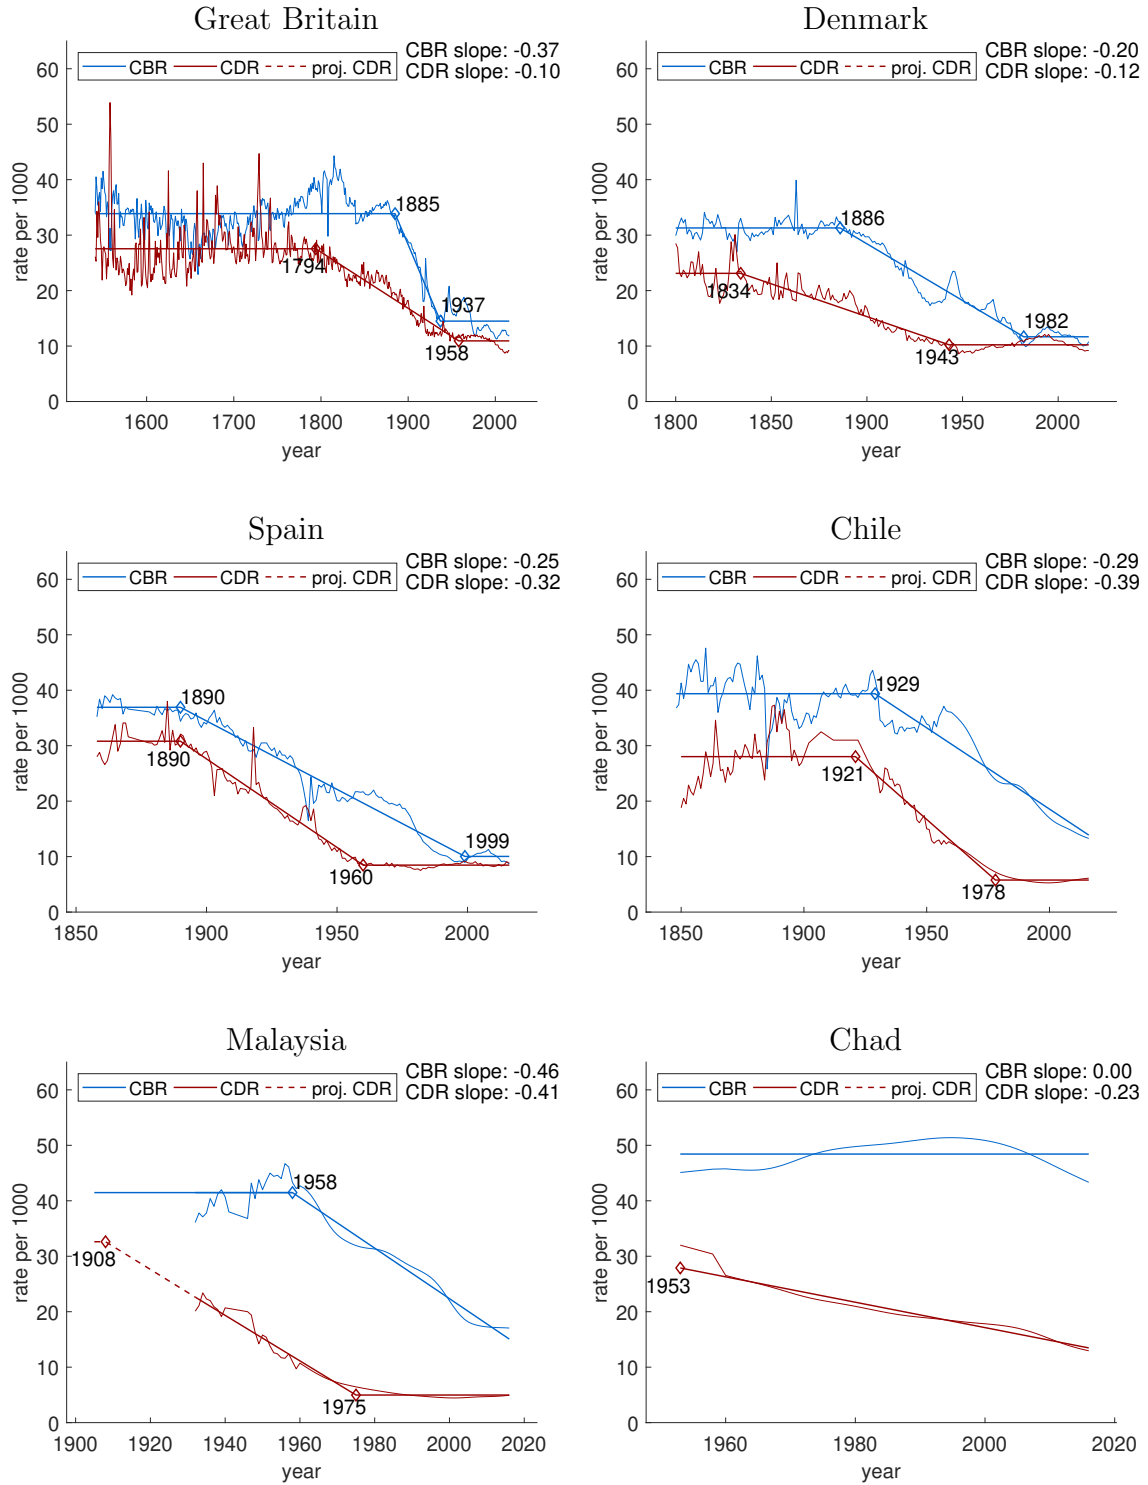 Great Britain
CBR slope: -0.37
CDR slope: -0.10
CBR CDR proj. CDR
60
50
40
30
20
10
0
rate per 1000
1885
1794
1937
1958
1600 1700 1800 1900 2000
year
Denmark
CBR slope: -0.20
CDR slope: -0.12
CBR CDR proj. CDR
60
50
40
30
20
10
0
rate per 1000
1886
1834
1982
1943
1800 1850 1900 1950 2000
year
Spain
CBR slope: -0.25
CDR slope: -0.32
CBR CDR proj. CDR
60
50
40
30
20
10
0
rate per 1000
1890
1890
1999
1960
1850 1900 1950 2000
year
Chile
CBR slope: -0.29
CDR slope: -0.39
CBR CDR proj. CDR
60
50
40
30
20
10
0
rate per 1000
1929
1921
1978
1850 1900 1950 2000
year
Malaysia
CBR slope: -0.46
CDR slope: -0.41
CBR CDR proj. CDR
60
50
40
30
20
10
0
rate per 1000
1958
1908
1975
1900 1920 1940 1960 1980 2000 2020
year
Chad
CBR slope: 0.00
CDR slope: -0.23
CBR CDR proj. CDR
60
50
40
30
20
10
0
rate per 1000
1953
1960 1980 2000 2020
year